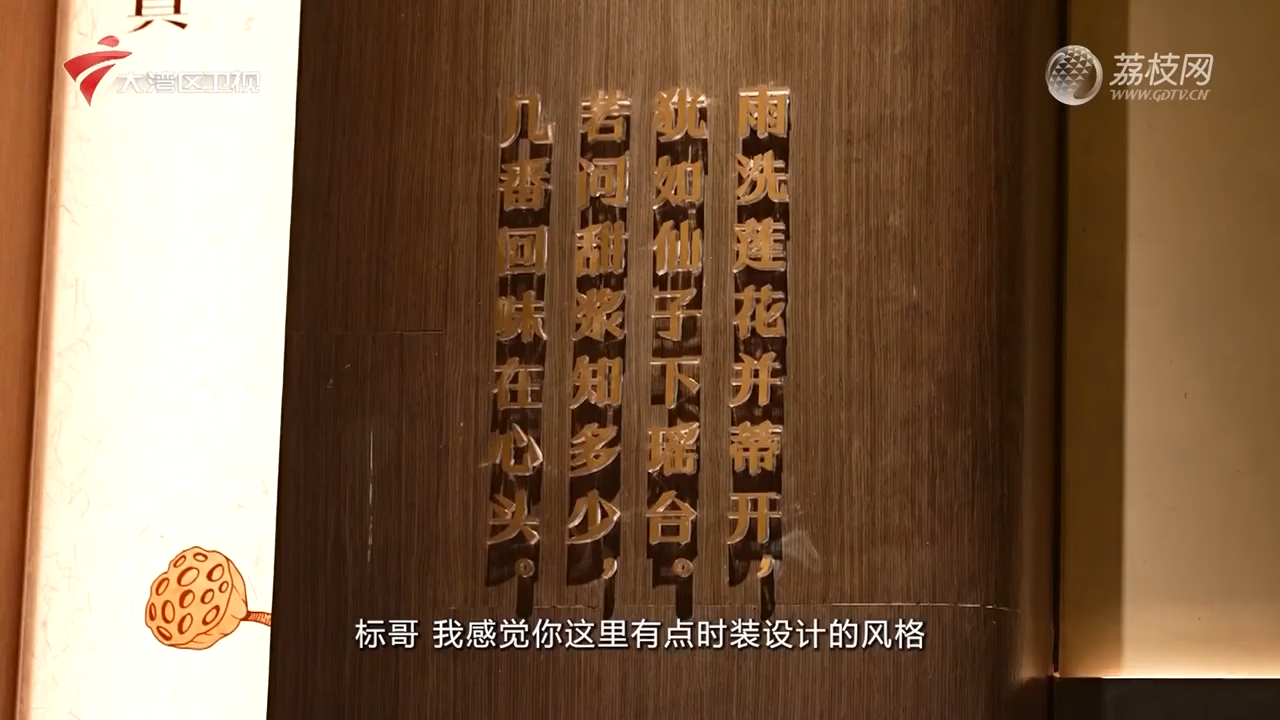 真
大湾区卫视
荔枝网
WWW.GDTV.CN
雨洗莲花并蒂开，
犹如仙子下瑶台。
若问甜浆知多少，
几番回味在心头。
标哥 我感觉你这里有点时装设计的风格